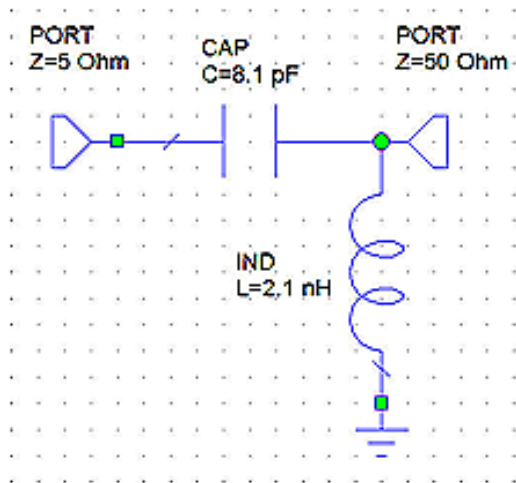 PORT
Z=5 Ohm
CAP
C=8.1 pF
PORT
Z=50 Ohm
IND
L=2.1 nH